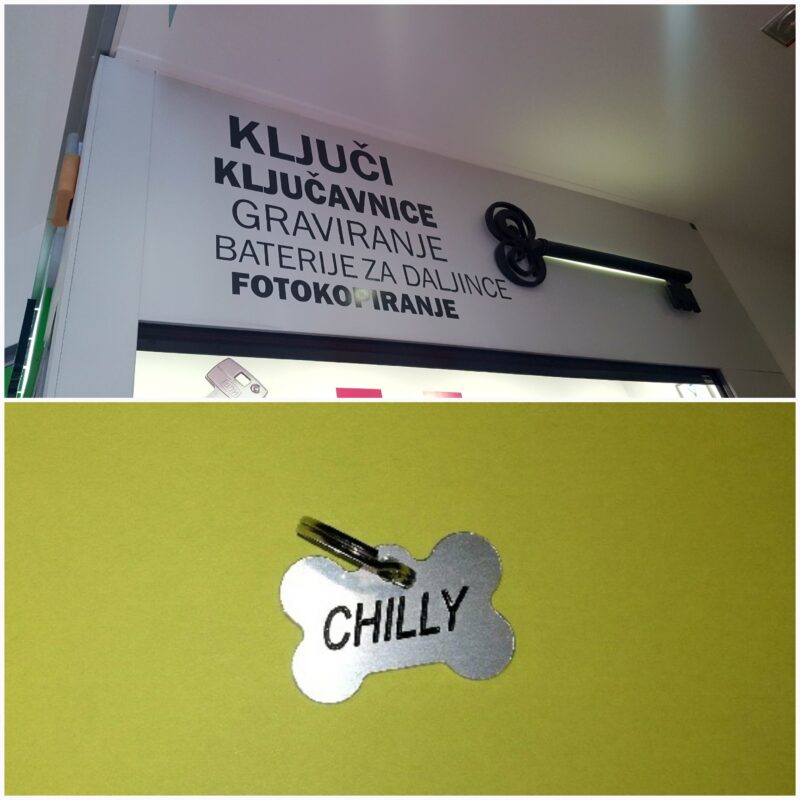 KLJUČI
KLJUČAVNICE
GRAVIRANJE
BATERIJE ZA DALJINCE
FOTOKOPIRANJE
CHILLY